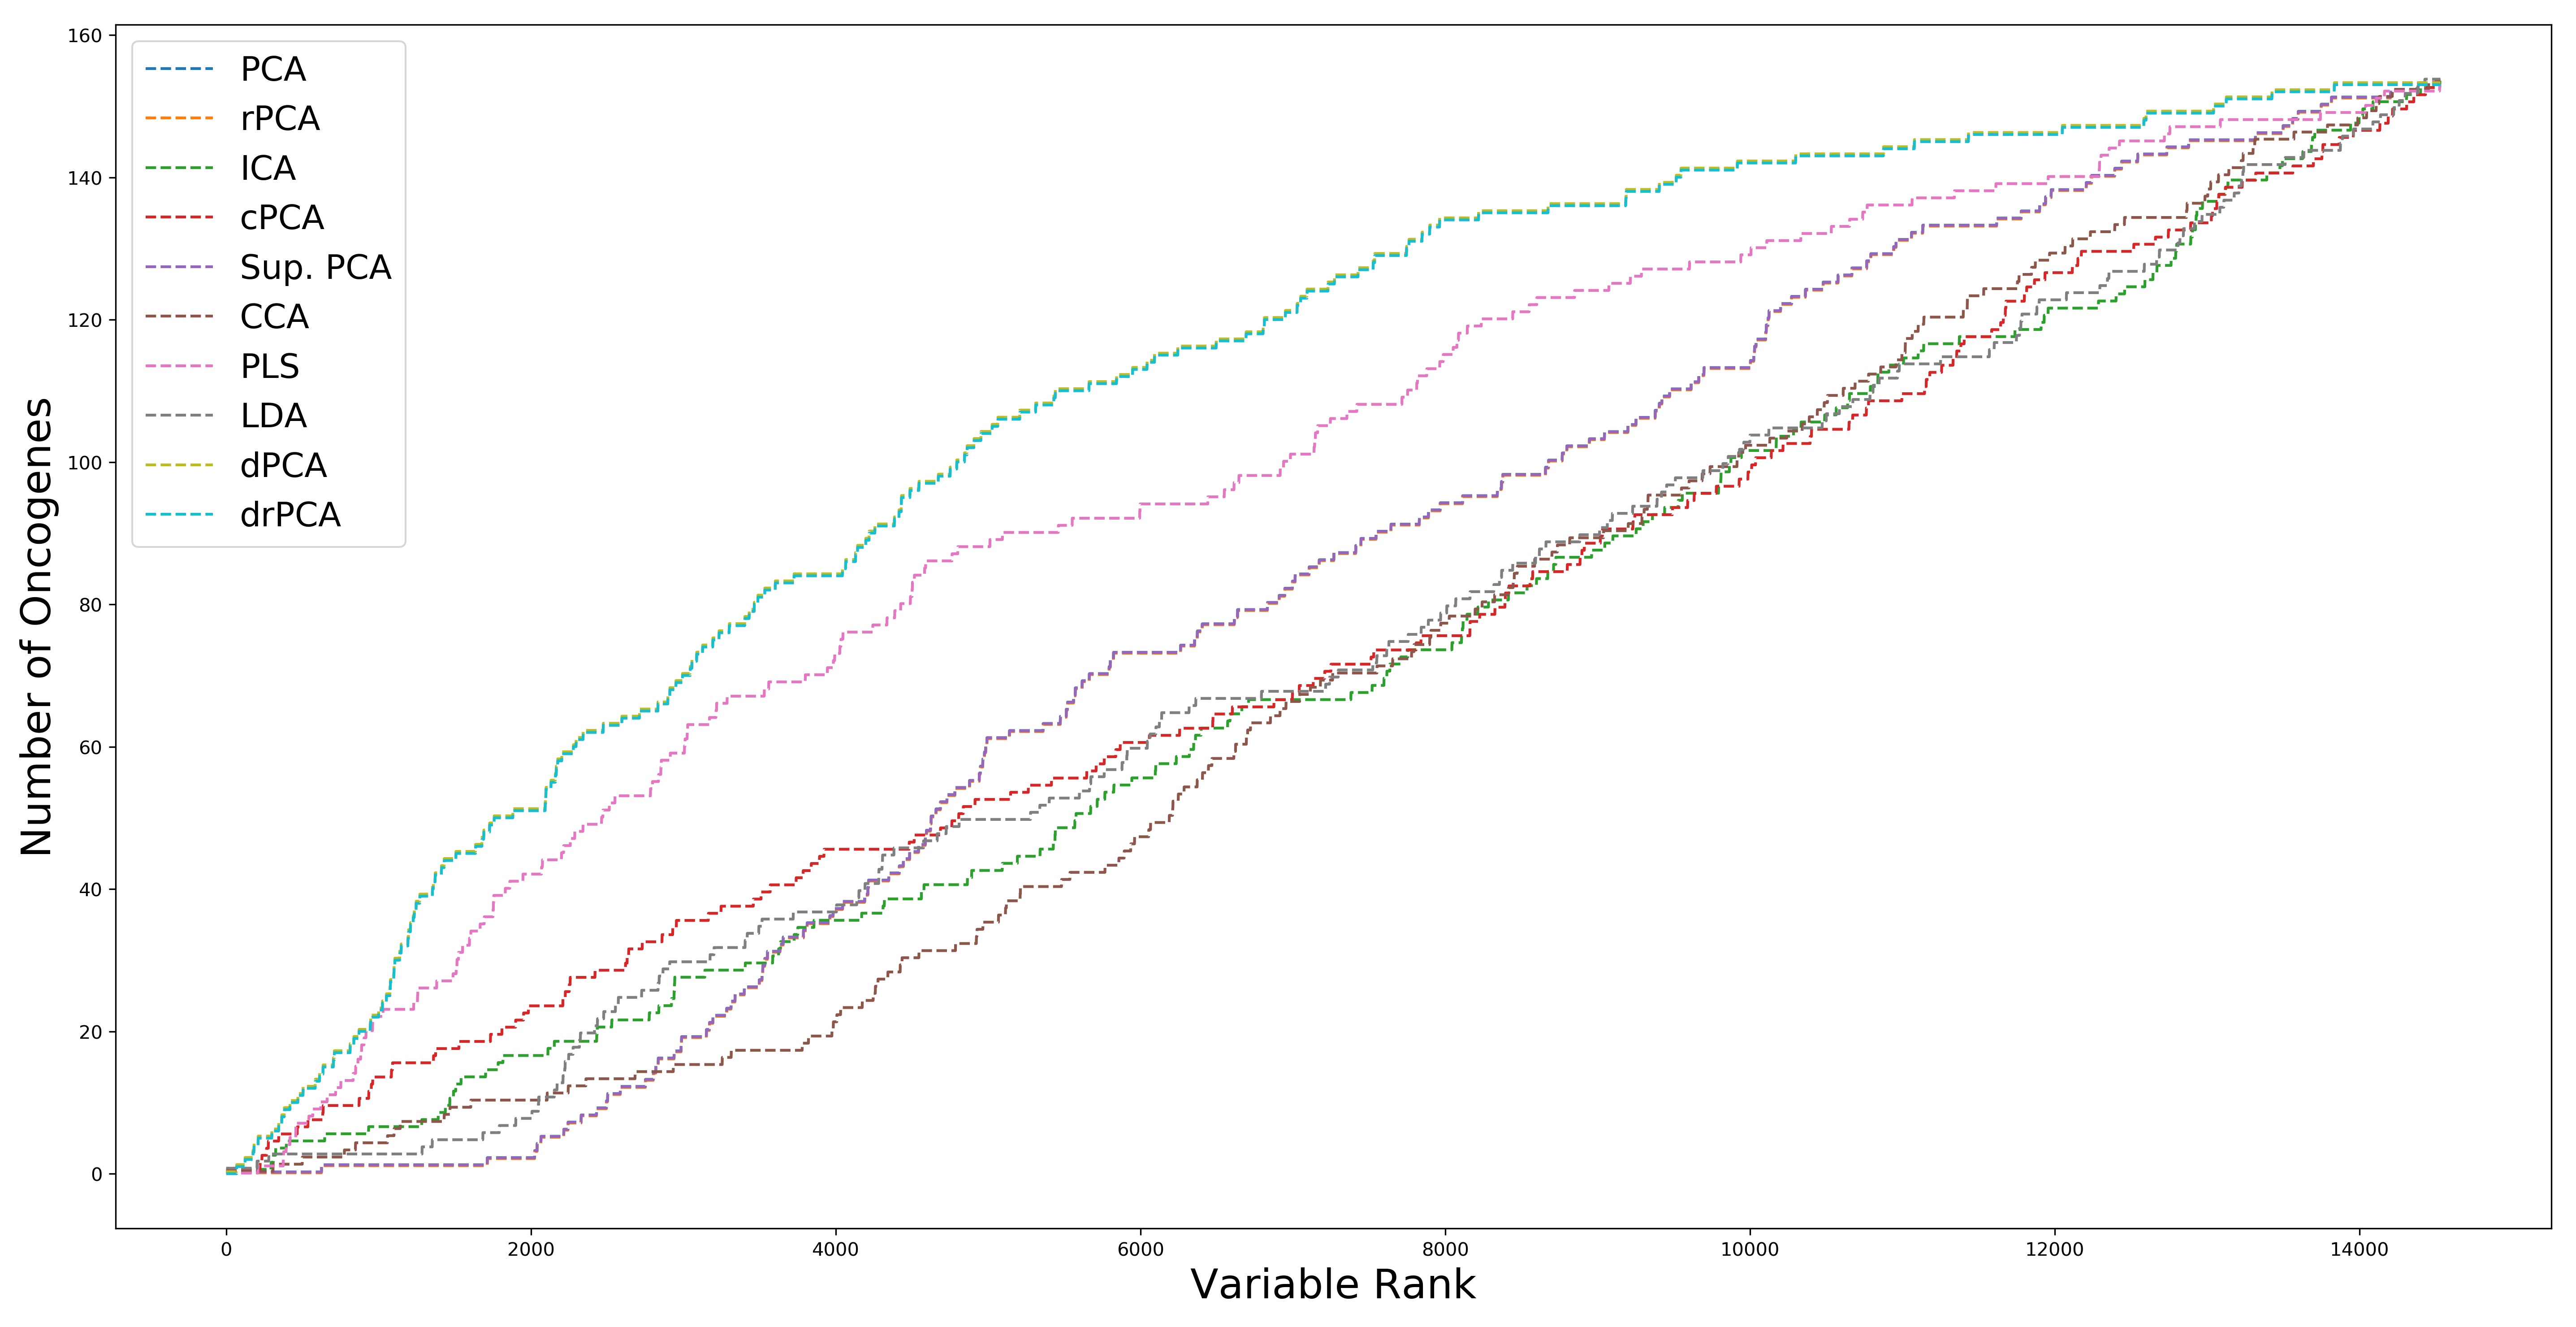 160
140
120
100
80
60
40
20
0
Number of Oncogenes
PCA
rPCA
ICA
cPCA
Sup. PCA
CCA
PLS
LDA
dPCA
drPCA
0 2000 4000 6000 8000 10000 12000 14000
Variable Rank